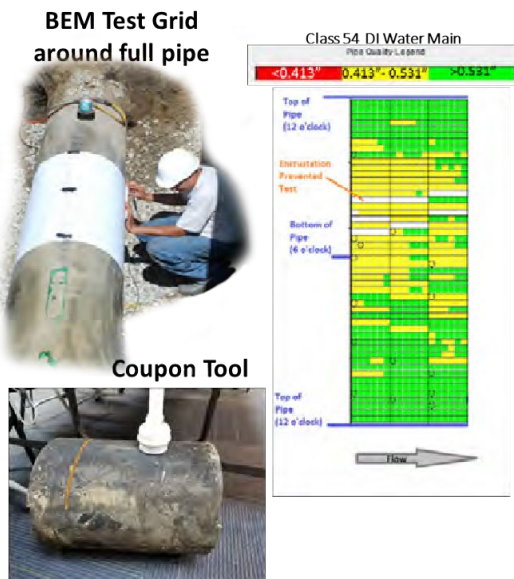 BEM Test Grid
around full pipe
Class 54 DI Water Main
Pipe Quality Legend
<0.413" 0.413"- 0.531" >0.531"
Top of
Pipe
(12 o'clock)
Encrustation
Prevented
Test
Bottom of
Pipe
(6 o'clock)
Top of
Pipe
(12 o'clock)
Flow
Coupon Tool